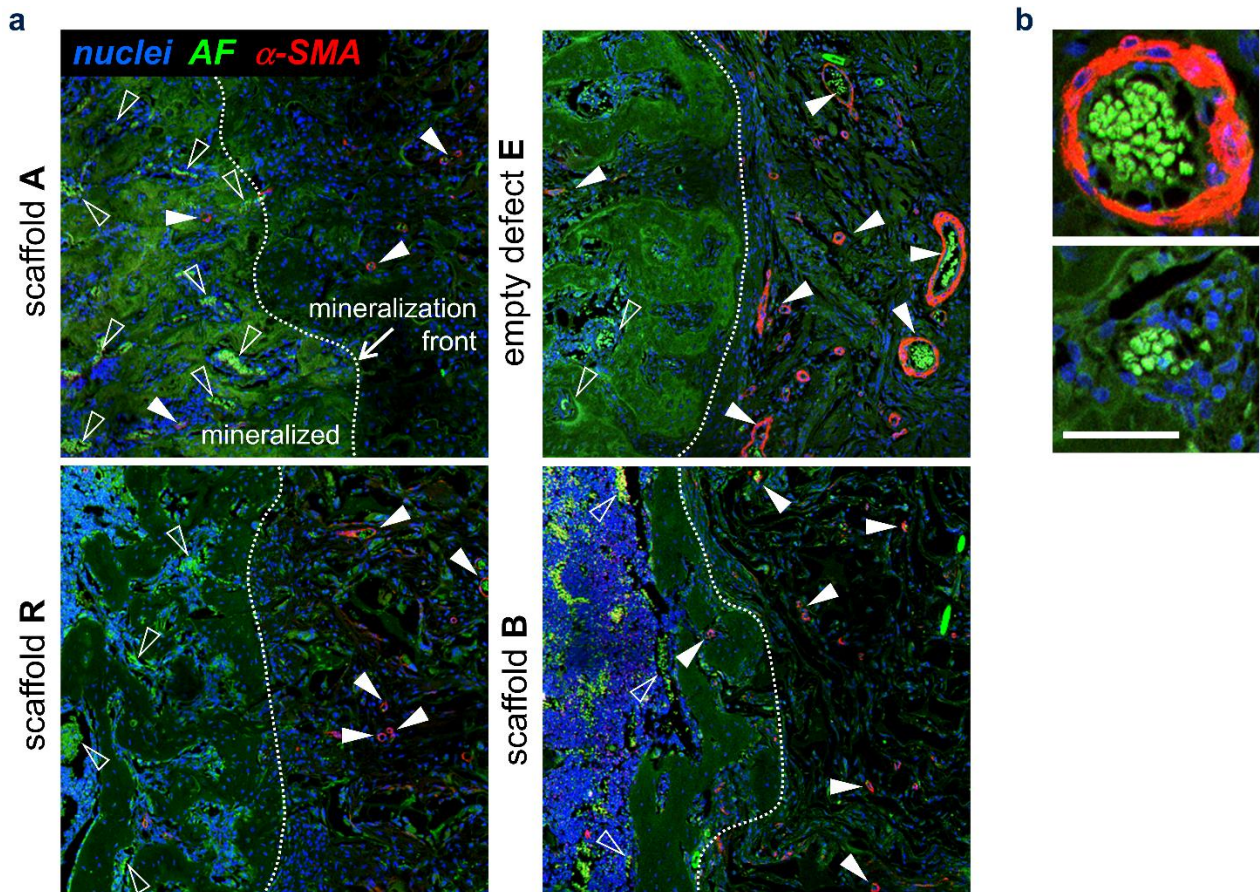 a
nuclei AF α-SMA
scaffold A
mineralization
front
mineralized
empty defect E
b
scaffold R
scaffold B